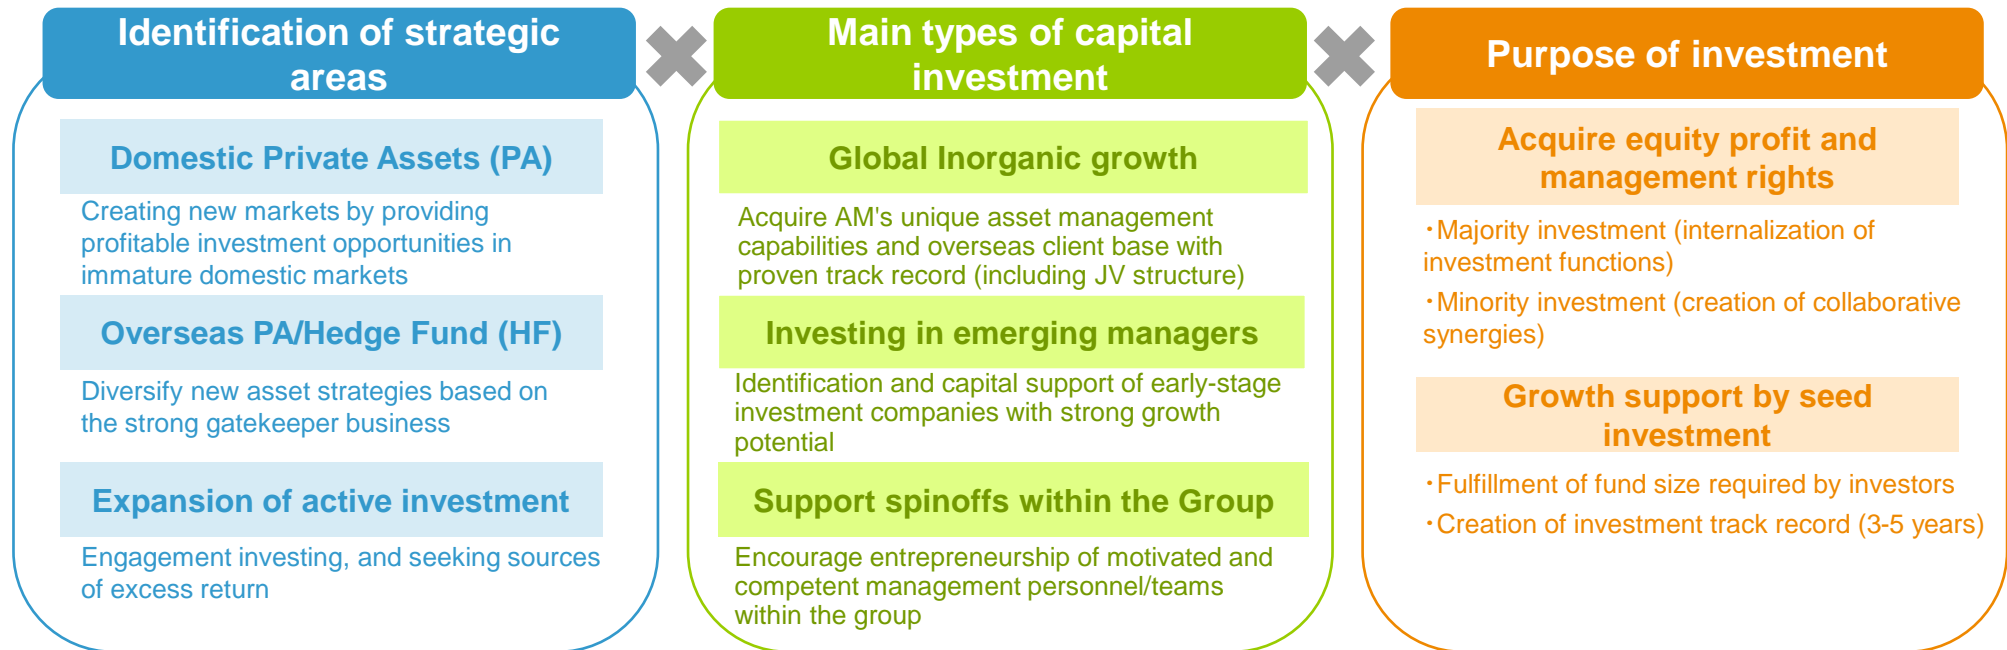 Identification of strategic
areas
Domestic Private Assets (PA)
Creating new markets by providing
profitable investment opportunities in
immature domestic markets
Overseas PA/Hedge Fund (HF)
Diversify new asset strategies based on
the strong gatekeeper business
Expansion of active investment
Engagement investing, and seeking sources
of excess return
Main types of capital
investment
Global Inorganic growth
Acquire AM's unique asset management
capabilities and overseas client base with
proven track record (including JV structure)
Investing in emerging managers
Identification and capital support of early-stage
investment companies with strong growth
potential
Support spinoffs within the Group
Encourage entrepreneurship of motivated and
competent management personnel/teams
within the group
Purpose of investment
Acquire equity profit and
management rights
・Majority investment (internalization of
investment functions)
・Minority investment (creation of collaborative
synergies)
Growth support by seed
investment
・Fulfillment of fund size required by investors
・Creation of investment track record (3-5 years)